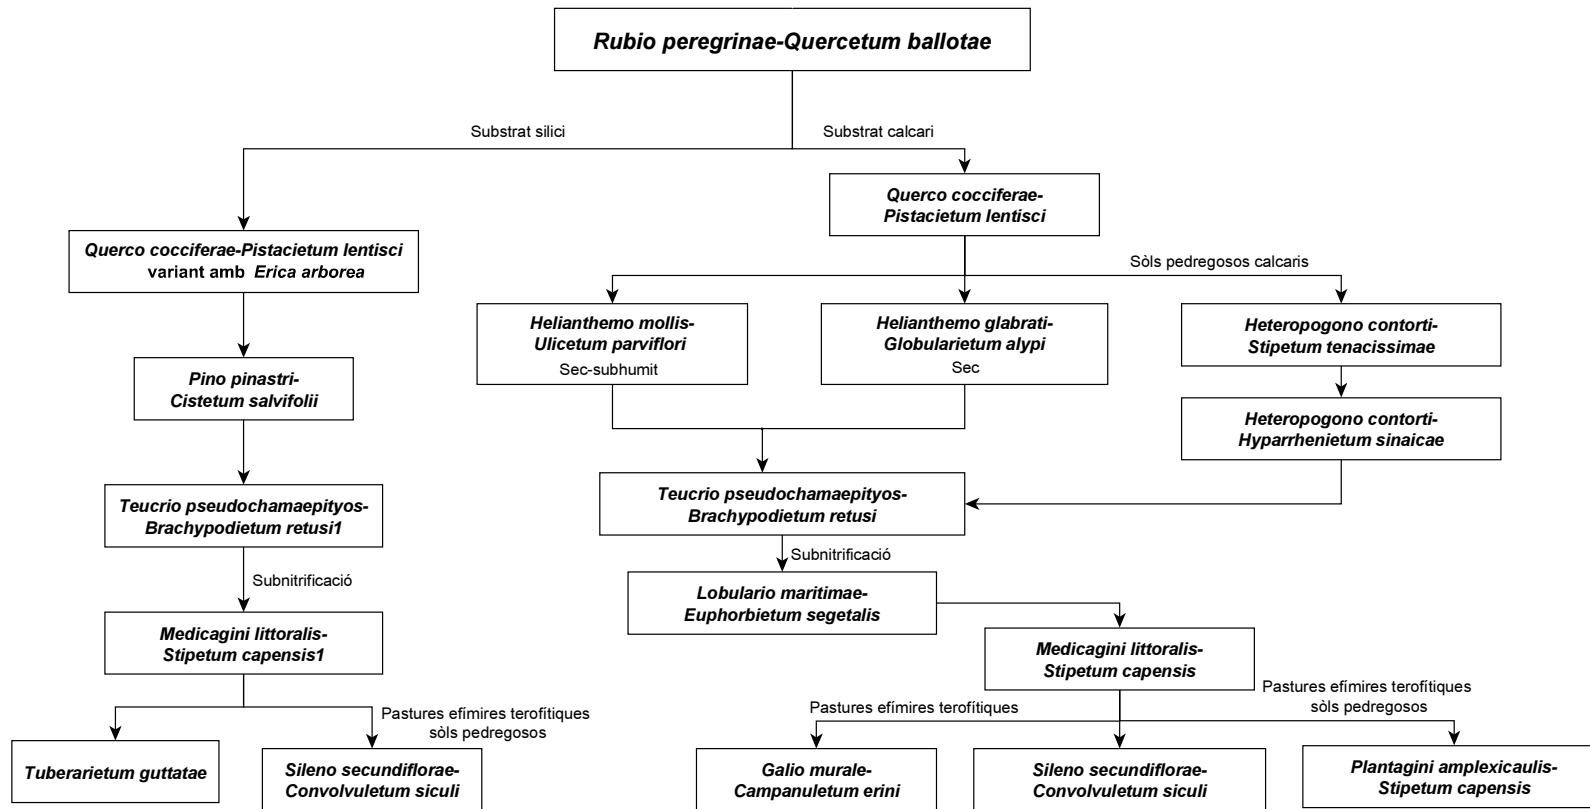 Rubio peregrinae-Quercetum ballotae
Substrat silici
Substrat calcari
Querco cocciferae-
Pistacietum lentisci
Querco cocciferae-Pistacietum lentisci
variant amb Erica arborea
Sòls pedregosos calcaris
Helianthemo mollis-
Ulicetum parviflori
Sec-subhumit
Helianthemo glabrati-
Globularietum alypi
Sec
Heteropogono contorti-
Stipetum tenacissimae
Pino pinastri-
Cistetum salvifolii
Heteropogono contorti-
Hyparrhenietum sinaicae
Teucrio pseudochamaepityos-
Brachypodietum retusi1
Teucrio pseudochamaepityos-
Brachypodietum retusi
Subnitrificació
Subnitrificació
Lobulario maritimae-
Euphorbietum segetalis
Medicagini littoralis-
Stipetum capensis1
Medicagini littoralis-
Stipetum capensis
Pastures efímires terofítiques
sòls pedregosos
Pastures efímires terofítiques
Pastures efímires terofítiques
sòls pedregosos
Tuberarietum guttatae
Sileno secundiflorae-
Convolvuletum siculi
Galio murale-
Campanuletum erini
Sileno secundiflorae-
Convolvuletum siculi
Plantagini amplexicaulis-
Stipetum capensis